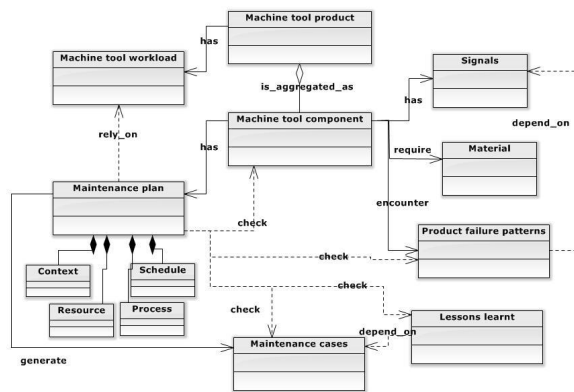 Machine tool product
has
Machine tool workload
Signals
is_aggregated_as
has
depend_on
Machine tool component
rely_on
has
require
Material
Maintenance plan
encounter
check
Product failure patterns
check
Context
Schedule
check
Resource
Process
check
Lessons learnt
depend_on
Maintenance cases
generate